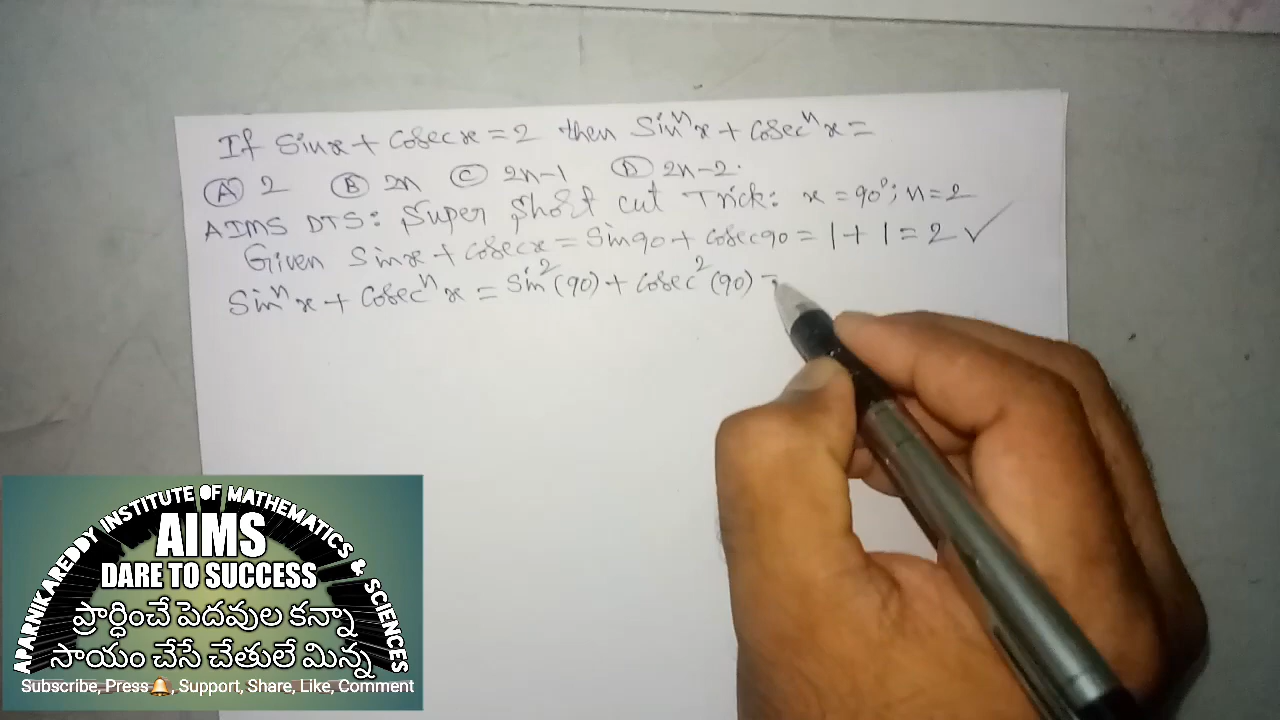 If Sinx + Cosecx = 2 then Sinⁿx + Cosecⁿx =
(A) 2 (B) 2n (C) 2n-1 (D) 2n-2.
AIMS DTS: Super Short cut Trick: x = 90°; n = 2
Given Sinx + Cosecx = Sin90 + Cosec90 = 1 + 1 = 2 ✓
Sinⁿx + Cosecⁿx = Sin²(90) + Cosec²(90) =
APARNIKAREDDY INSTITUTE OF MATHEMATICS & SCIENCES
AIMS
DARE TO SUCCESS
ప్రార్ధించే పెదవుల కన్నా
సాయం చేసే చేతులే మిన్న
Subscribe, Press🔔, Support, Share, Like, Comment